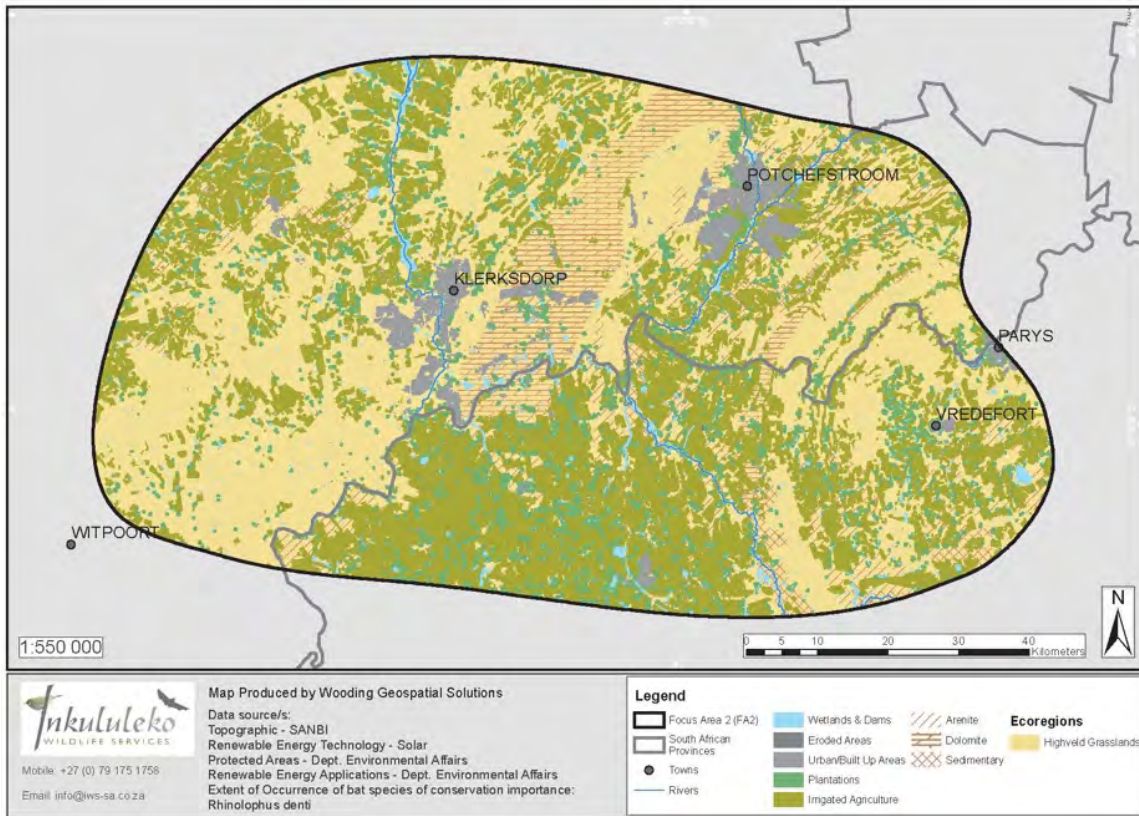 POTCHEFSTROOM
KLERKSDORP
PARYS
VREDEFORT
WITPOORT
N
1:550 000
0 5 10 20 30 40
Kilometers
Inkululeko
WILDLIFE SERVICES
Mobile: +27 (0) 79 175 1758
Email: info@iws-sa.co.za
Map Produced by Wooding Geospatial Solutions
Data source/s:
Topographic - SANBI
Renewable Energy Technology - Solar
Protected Areas - Dept. Environmental Affairs
Renewable Energy Applications - Dept. Environmental Affairs
Extent of Occurrence of bat species of conservation importance:
Rhinolophus denti
Legend
Focus Area 2 (FA2)
South African
Provinces
Towns
Rivers
Wetlands & Dams
Eroded Areas
Urban/Built Up Areas
Plantations
Irrigated Agriculture
Arenite
Dolomite
Sedimentary
Ecoregions
Highveld Grasslands